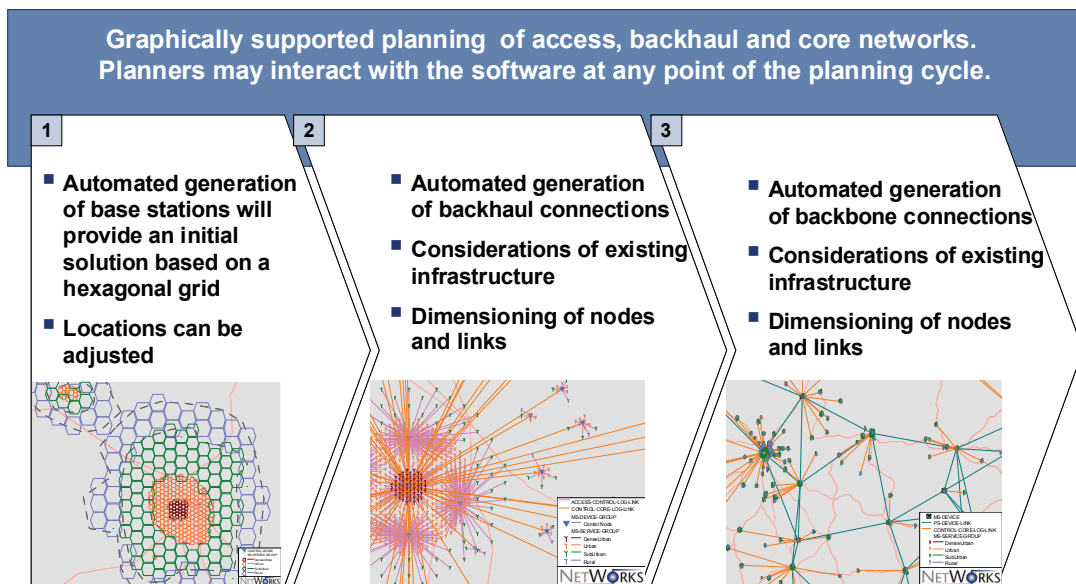 Graphically supported planning of access, backhaul and core networks.
Planners may interact with the software at any point of the planning cycle.
1
2
3
Automated generation
of base stations will
provide an initial
solution based on a
hexagonal grid
Locations can be
adjusted
Automated generation
of backhaul connections
Considerations of existing
infrastructure
Dimensioning of nodes
and links
Automated generation
of backbone connections
Considerations of existing
infrastructure
Dimensioning of nodes
and links
DenseUrban
Urban
SubUrban
Rural
NETWORKS
ACCESS-CONTROL-LOG-LINK
CONTROL-CORE-LOG-LINK
MS-DEVICE-GROUP
Control Node
MS-SERVICE-GROUP
DenseUrban
Urban
SubUrban
Rural
NETWORKS
MS-DEVICE
PS-DEVICE-LINK
CONTROL-CORE-LOG-LINK
MS-SERVICE-GROUP
DenseUrban
Urban
SubUrban
Rural
NETWORKS